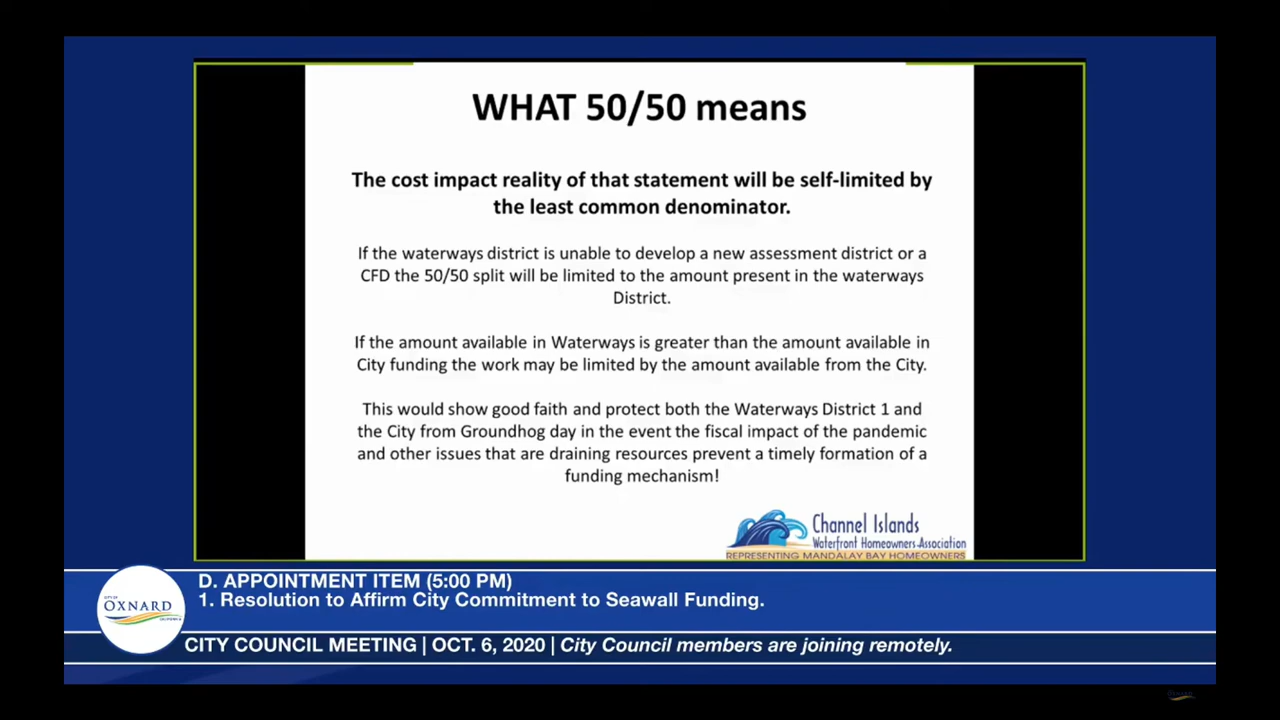 WHAT 50/50 means
The cost impact reality of that statement will be self-limited by
the least common denominator.
If the waterways district is unable to develop a new assessment district or a
CFD the 50/50 split will be limited to the amount present in the waterways
District.
If the amount available in Waterways is greater than the amount available in
City funding the work may be limited by the amount available from the City.
This would show good faith and protect both the Waterways District 1 and
the City from Groundhog day in the event the fiscal impact of the pandemic
and other issues that are draining resources prevent a timely formation of a
funding mechanism!
Channel Islands
Waterfront Homeowners Association
REPRESENTING MANDALAY BAY HOMEOWNERS
D. APPOINTMENT ITEM (5:00 PM)
1. Resolution to Affirm City Commitment to Seawall Funding.
CITY OF
OXNARD
CALIFORNIA
CITY COUNCIL MEETING | OCT. 6, 2020 | City Council members are joining remotely.
OXNARD